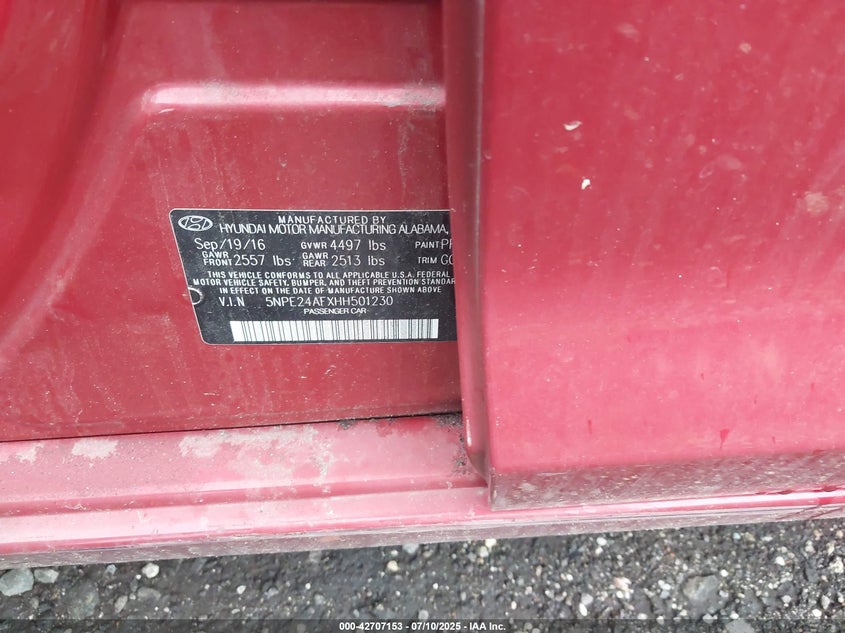 MANUFACTURED BY
HYUNDAI MOTOR MANUFACTURING ALABAMA,
Sep/19/16 GVWR 4497 lbs PAINT
GAWR FRONT 2557 lbs GAWR REAR 2513 lbs TRIM
THIS VEHICLE CONFORMS TO ALL APPLICABLE U.S.A. FEDERAL
MOTOR VEHICLE SAFETY, BUMPER, AND THEFT PREVENTION STANDAR
IN EFFECT ON THE DATE OF MANUFACTURE SHOWN ABOVE
V.I.N 5NPE24AFXHH501230
PASSENGER CAR
000-42707153 — 07/10/2025 — IAA Inc.